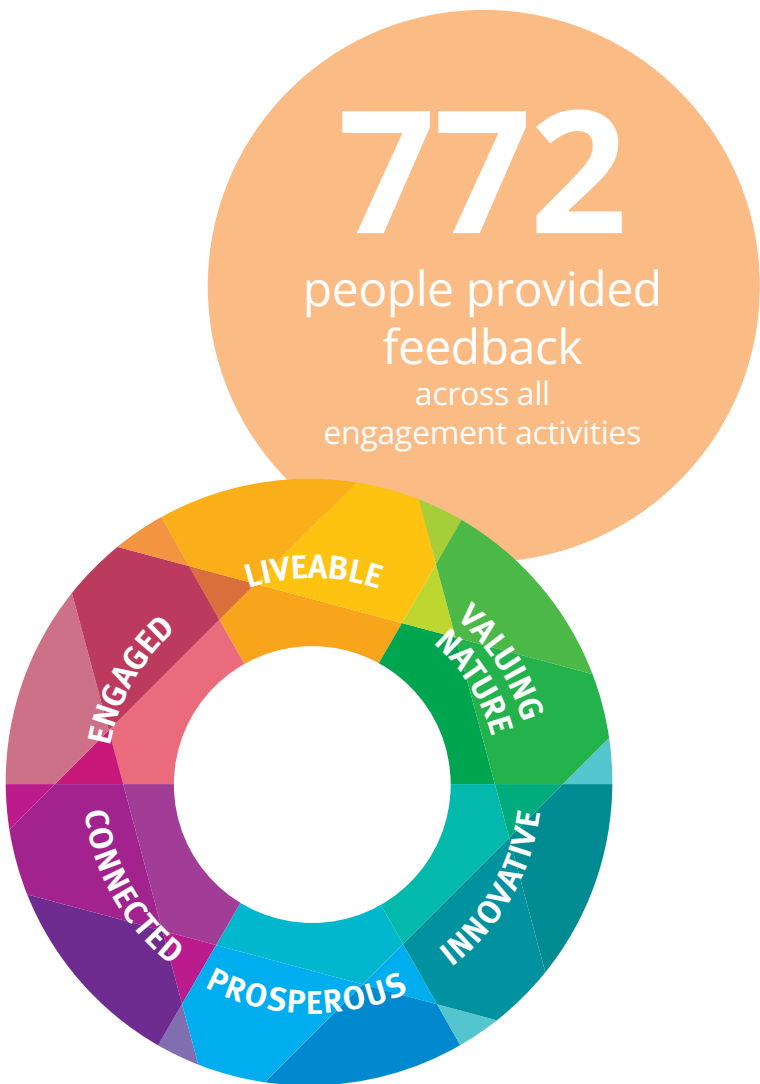 772
people provided
feedback
across all
engagement activities
LIVEABLE
VALUING
NATURE
INNOVATIVE
PROSPEROUS
CONNECTED
ENGAGED